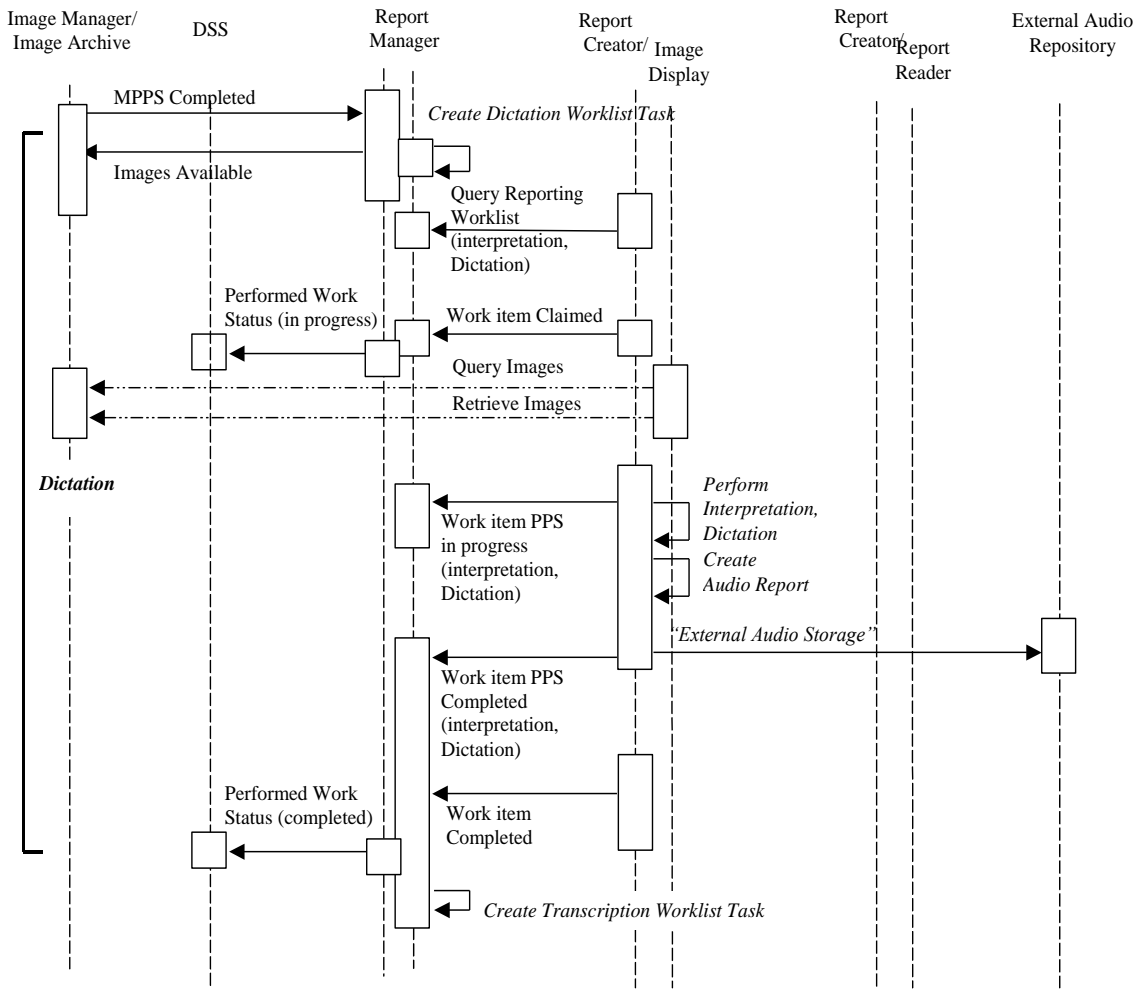 Image Manager/
Image Archive
DSS
Report
Manager
Report
Creator/
Image
Display
Report
Creator/
Report
Reader
External Audio
Repository
MPPS Completed
Create Dictation Worklist Task
Images Available
Query Reporting
Worklist
(interpretation,
Dictation)
Performed Work
Status (in progress)
Work item Claimed
Query Images
Retrieve Images
Dictation
Perform
Interpretation,
Dictation
Create
Audio Report
Work item PPS
in progress
(interpretation,
Dictation)
“External Audio Storage”
Work item PPS
Completed
(interpretation,
Dictation)
Performed Work
Status (completed)
Work item
Completed
Create Transcription Worklist Task